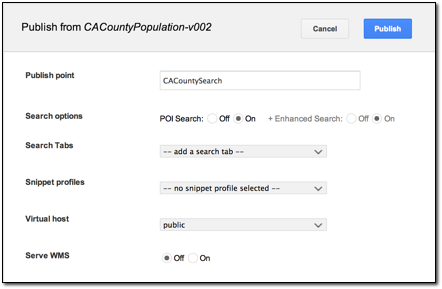 Publish from CACountyPopulation-v002 Cancel Publish
Publish point CACountySearch
Search options POI Search: Off On + Enhanced Search: Off On
Search Tabs -- add a search tab --
Snippet profiles -- no snippet profile selected --
Virtual host public
Serve WMS Off On